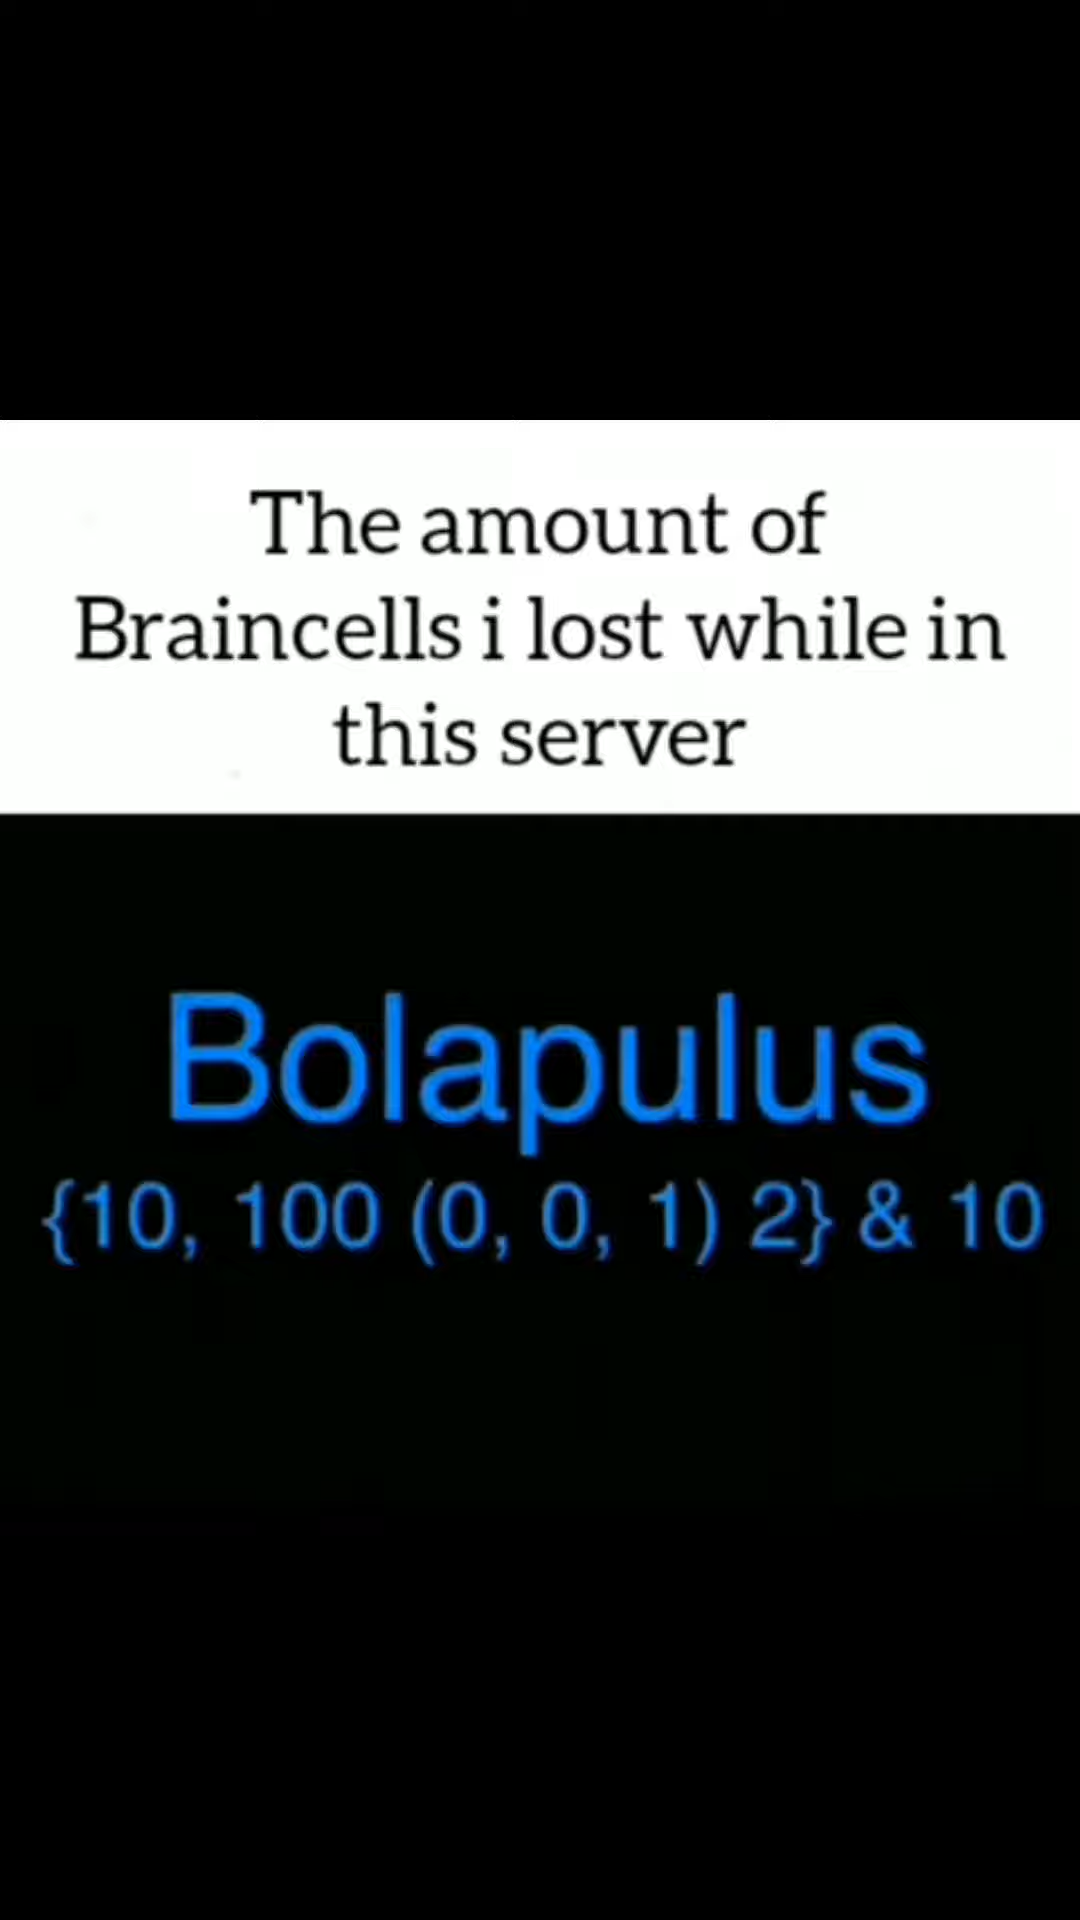 The amount of
Braincells i lost while in
this server
Bolapulus
{10, 100 (0, 0, 1) 2} & 10